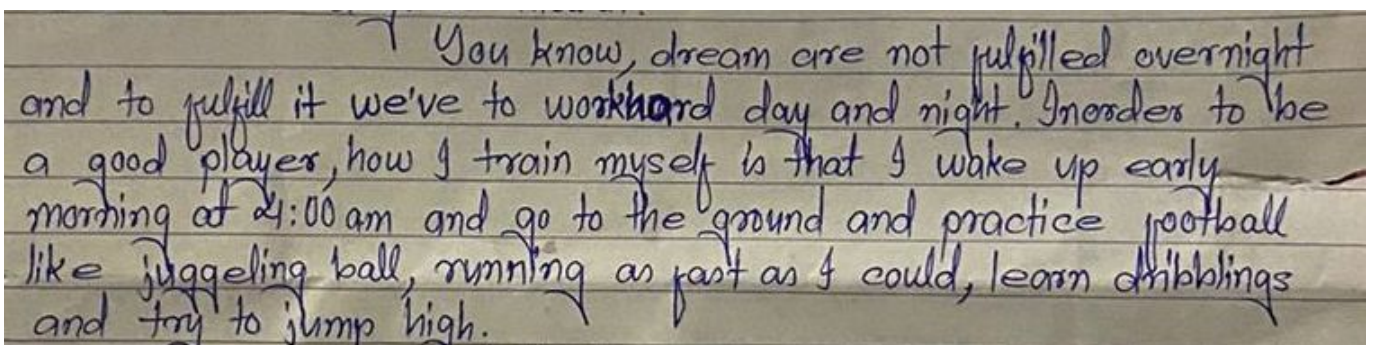 You know, dream are not fulfilled overnight
and to fulfill it we've to workhard day and night. Inorder to be
a good player, how I train myself is that I wake up early
morning at 4:00 am and go to the ground and practice football
like juggeling ball, running as fast as I could, learn dribblings
and try to jump high.